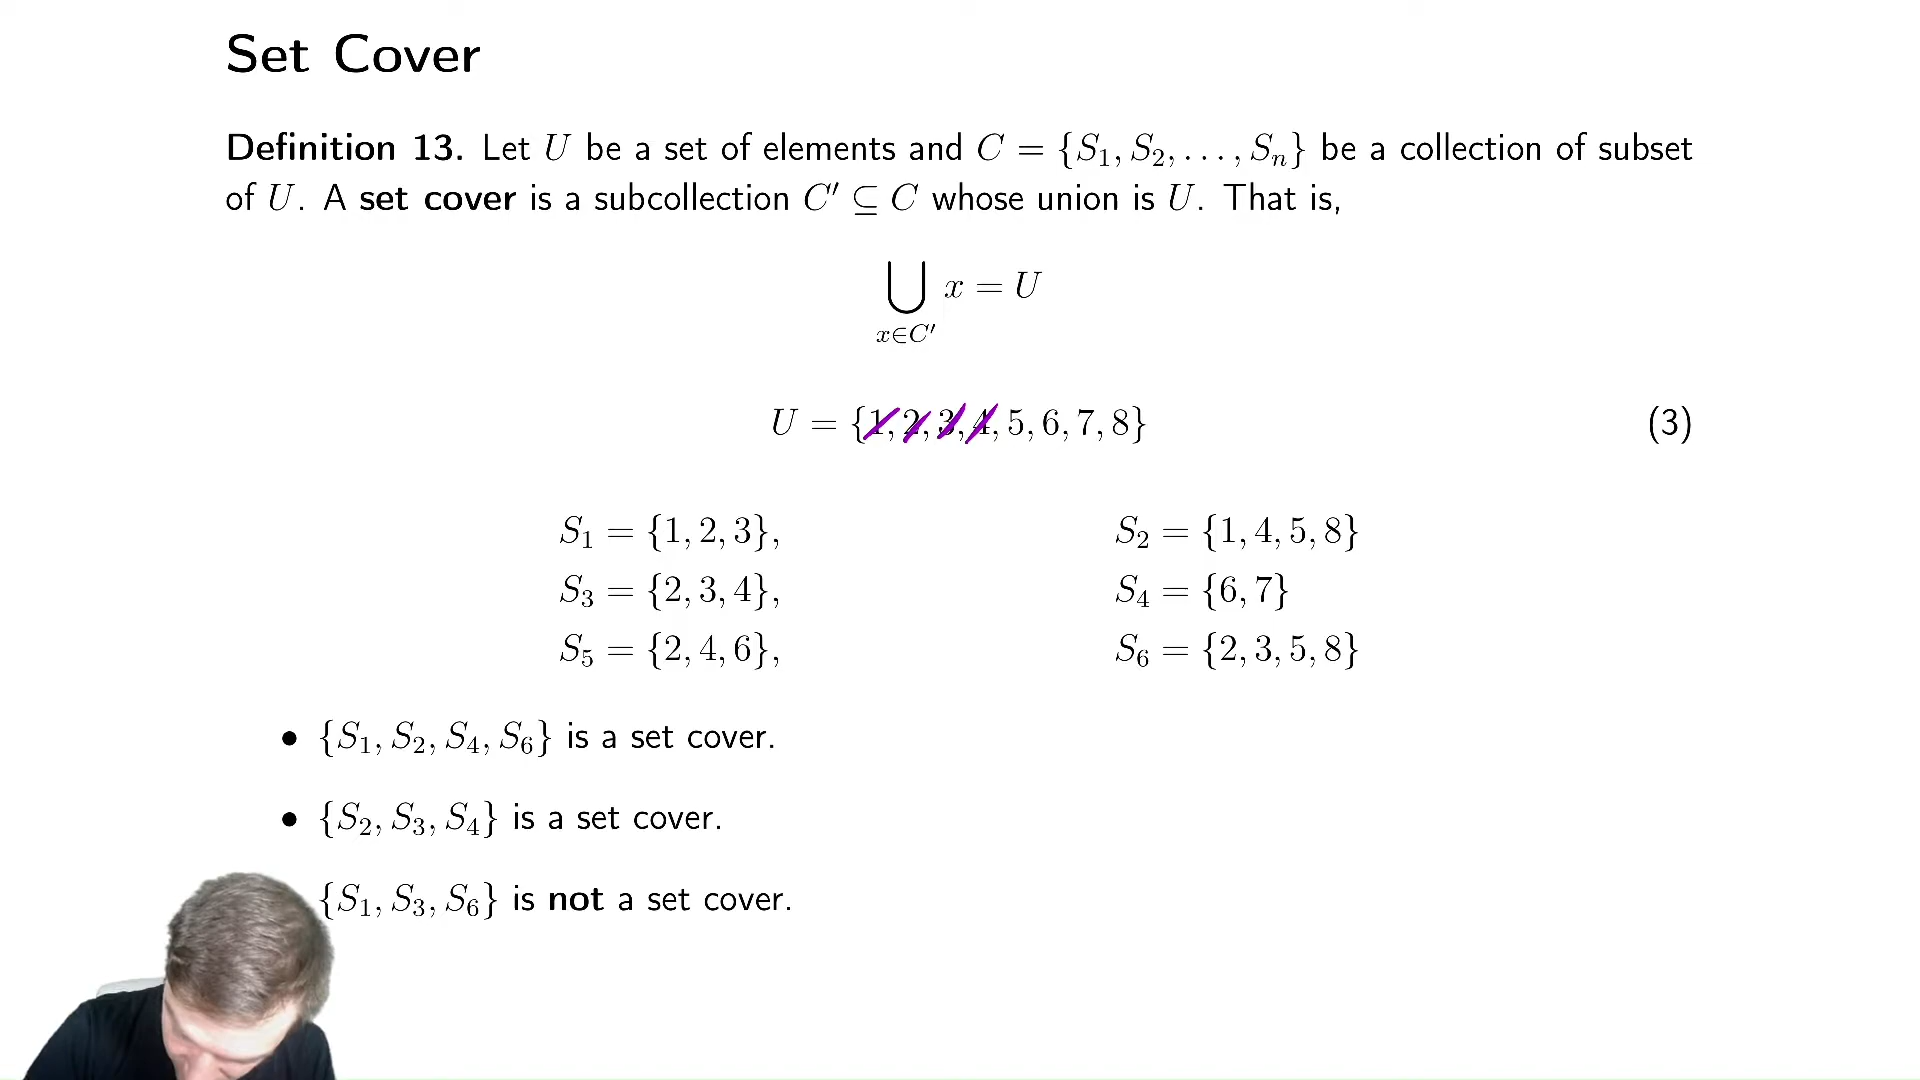 Set Cover
Definition 13. Let U be a set of elements and C = {S₁, S₂, . . . , Sₙ} be a collection of subset
of U. A set cover is a subcollection C′ ⊆ C whose union is U. That is,
⋃ x = U
x∈C′
U = {1, 2, 3, 4, 5, 6, 7, 8} (3)
S₁ = {1, 2, 3}, S₂ = {1, 4, 5, 8}
S₃ = {2, 3, 4}, S₄ = {6, 7}
S₅ = {2, 4, 6}, S₆ = {2, 3, 5, 8}
• {S₁, S₂, S₄, S₆} is a set cover.
• {S₂, S₃, S₄} is a set cover.
{S₁, S₃, S₆} is not a set cover.